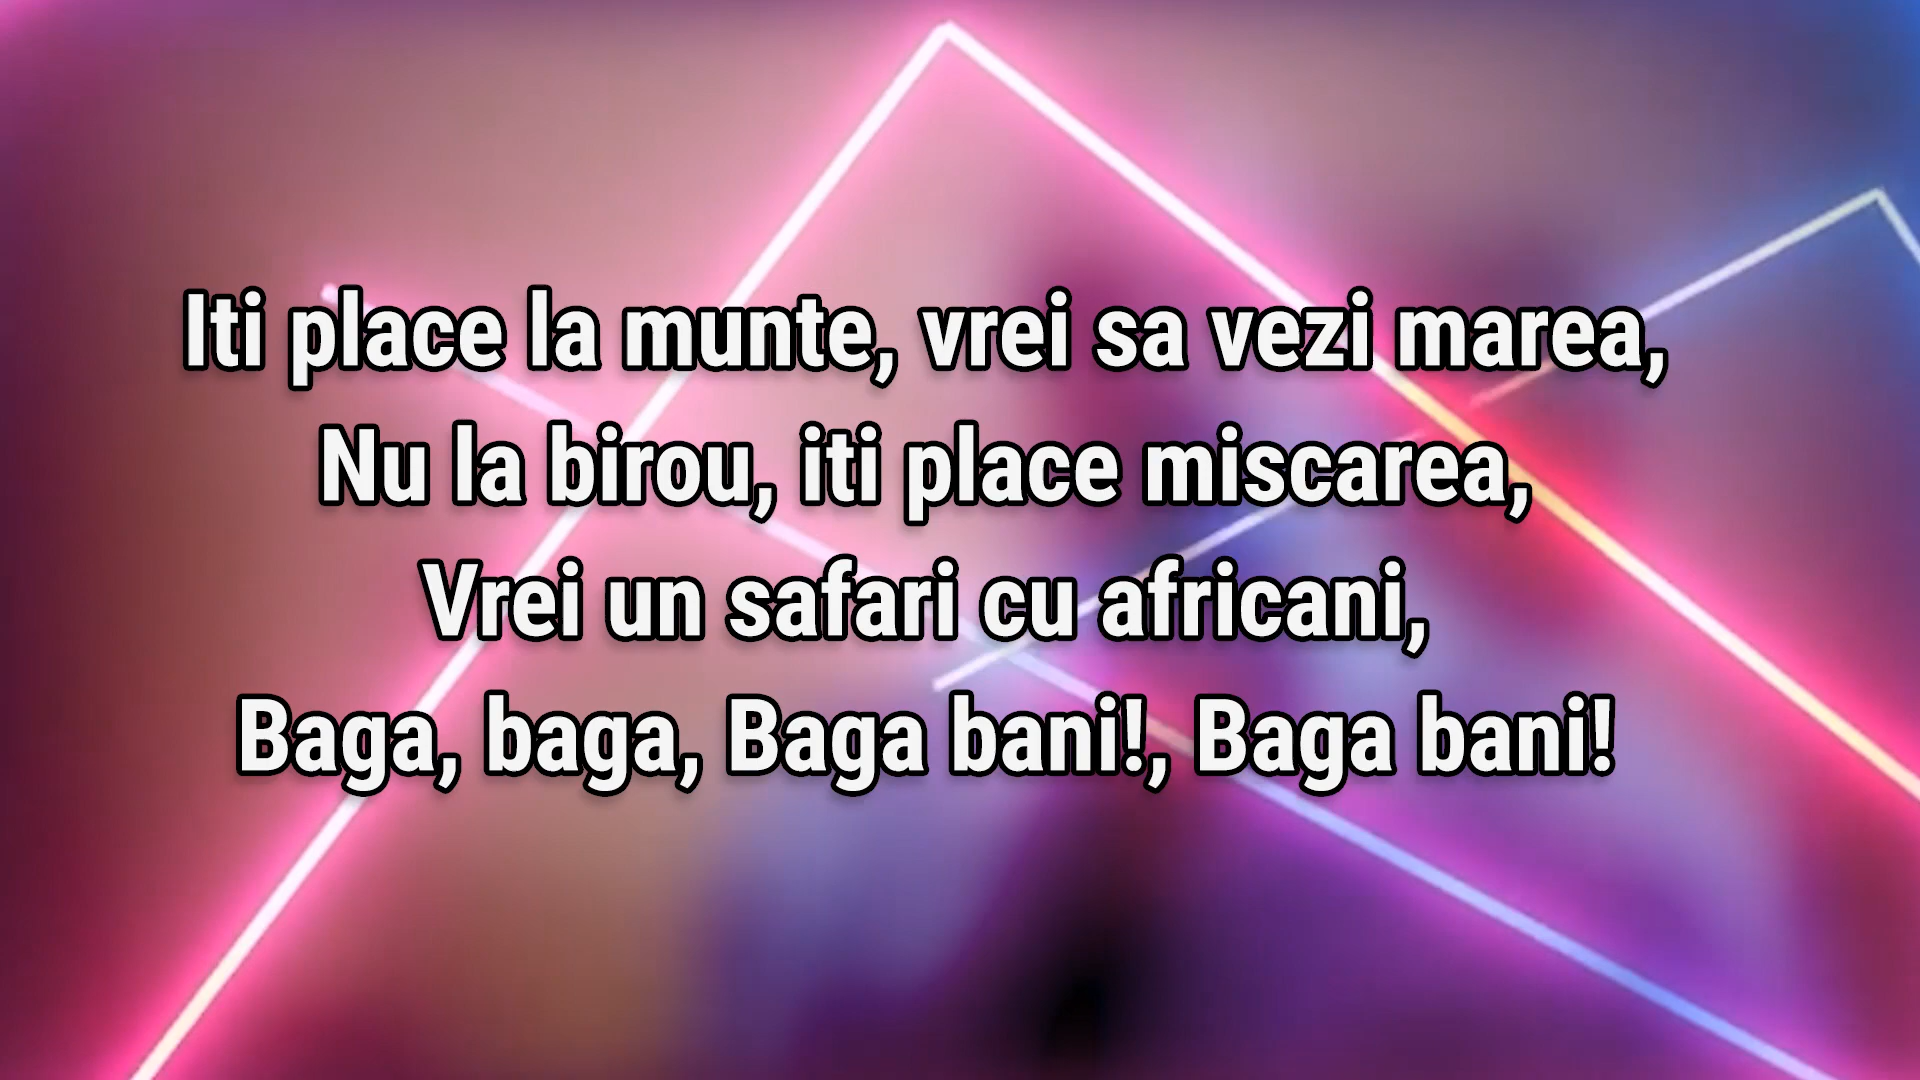 Iti place la munte, vrei sa vezi marea,
Nu la birou, iti place miscarea,
Vrei un safari cu africani,
Baga, baga, Baga bani!, Baga bani!